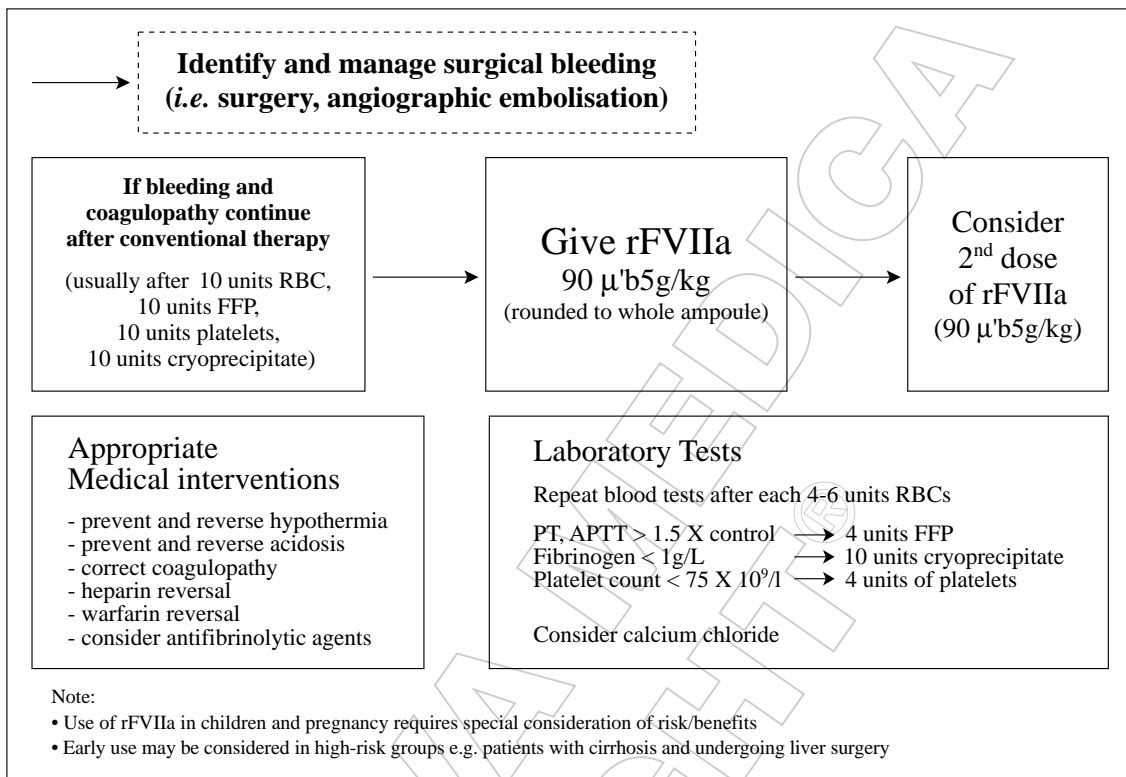 Identify and manage surgical bleeding
(i.e. surgery, angiographic embolisation)
If bleeding and
coagulopathy continue
after conventional therapy
(usually after 10 units RBC,
10 units FFP,
10 units platelets,
10 units cryoprecipitate)
Give rFVIIa
90 µ'b5g/kg
(rounded to whole ampoule)
Consider
2nd dose
of rFVIIa
(90 µ'b5g/kg)
Appropriate
Medical interventions
- prevent and reverse hypothermia
- prevent and reverse acidosis
- correct coagulopathy
- heparin reversal
- warfarin reversal
- consider antifibrinolytic agents
Laboratory Tests
Repeat blood tests after each 4-6 units RBCs
PT, APTT > 1.5 X control → 4 units FFP
Fibrinogen < 1g/L → 10 units cryoprecipitate
Platelet count < 75 X 10⁹/l → 4 units of platelets
Consider calcium chloride
Note:
• Use of rFVIIa in children and pregnancy requires special consideration of risk/benefits
• Early use may be considered in high-risk groups e.g. patients with cirrhosis and undergoing liver surgery